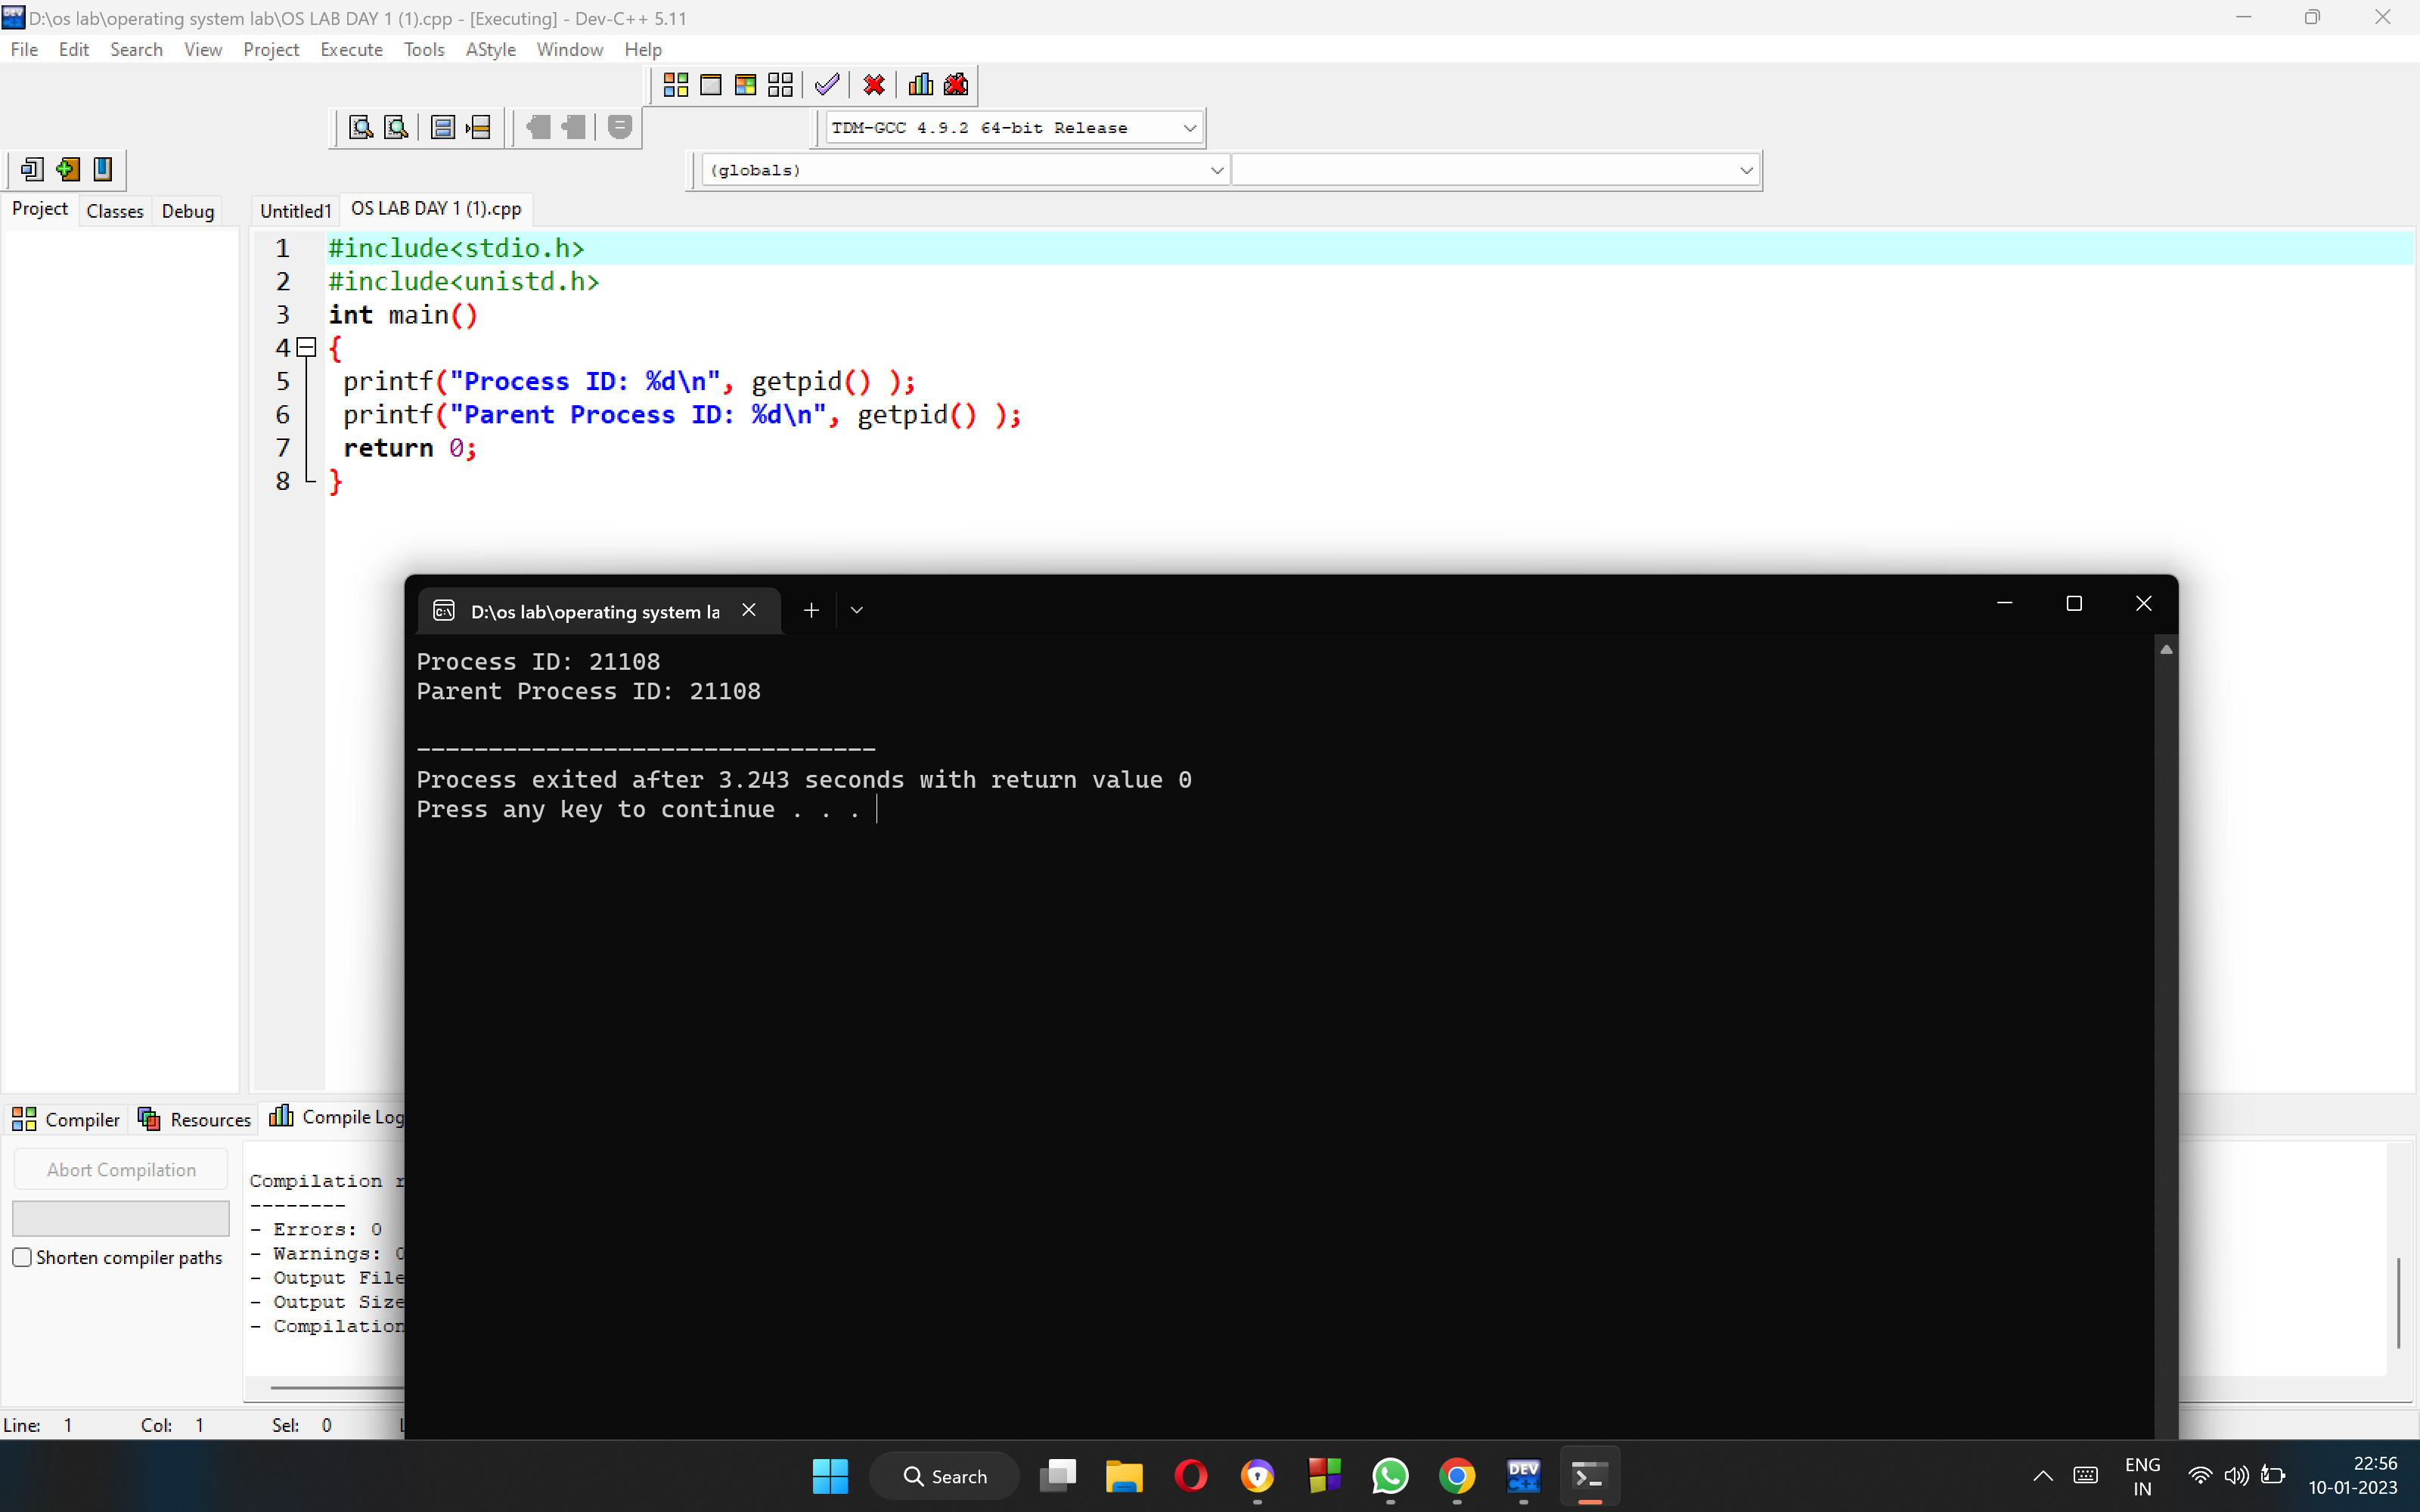 D:\os lab\operating system lab\OS LAB DAY 1 (1).cpp - [Executing] - Dev-C++ 5.11
File Edit Search View Project Execute Tools AStyle Window Help
TDM-GCC 4.9.2 64-bit Release
(globals)
Project Classes Debug Untitled1 OS LAB DAY 1 (1).cpp
1 #include<stdio.h>
2 #include<unistd.h>
3 int main()
4 {
5 printf("Process ID: %d\n", getpid() );
6 printf("Parent Process ID: %d\n", getpid() );
7 return 0;
8 }
D:\os lab\operating system la
Process ID: 21108
Parent Process ID: 21108
--------------------------------
Process exited after 3.243 seconds with return value 0
Press any key to continue . . .
Compiler Resources Compile Log
Abort Compilation
Shorten compiler paths
Compilation r
--------
- Errors: 0
- Warnings: 0
- Output File
- Output Size
- Compilation
Line: 1 Col: 1 Sel: 0
Search
DEV C++
ENG
IN
22:56
10-01-2023